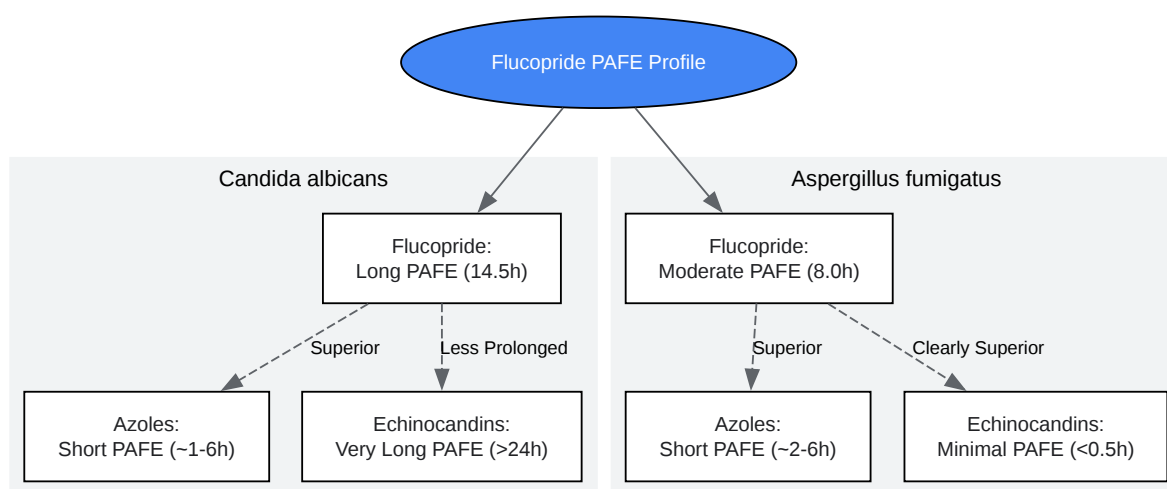 Flucopride PAFE Profile
Candida albicans
Flucopride:
Long PAFE (14.5h)
Superior
Less Prolonged
Azoles:
Short PAFE (~1-6h)
Echinocandins:
Very Long PAFE (>24h)
Aspergillus fumigatus
Flucopride:
Moderate PAFE (8.0h)
Superior
Clearly Superior
Azoles:
Short PAFE (~2-6h)
Echinocandins:
Minimal PAFE (<0.5h)